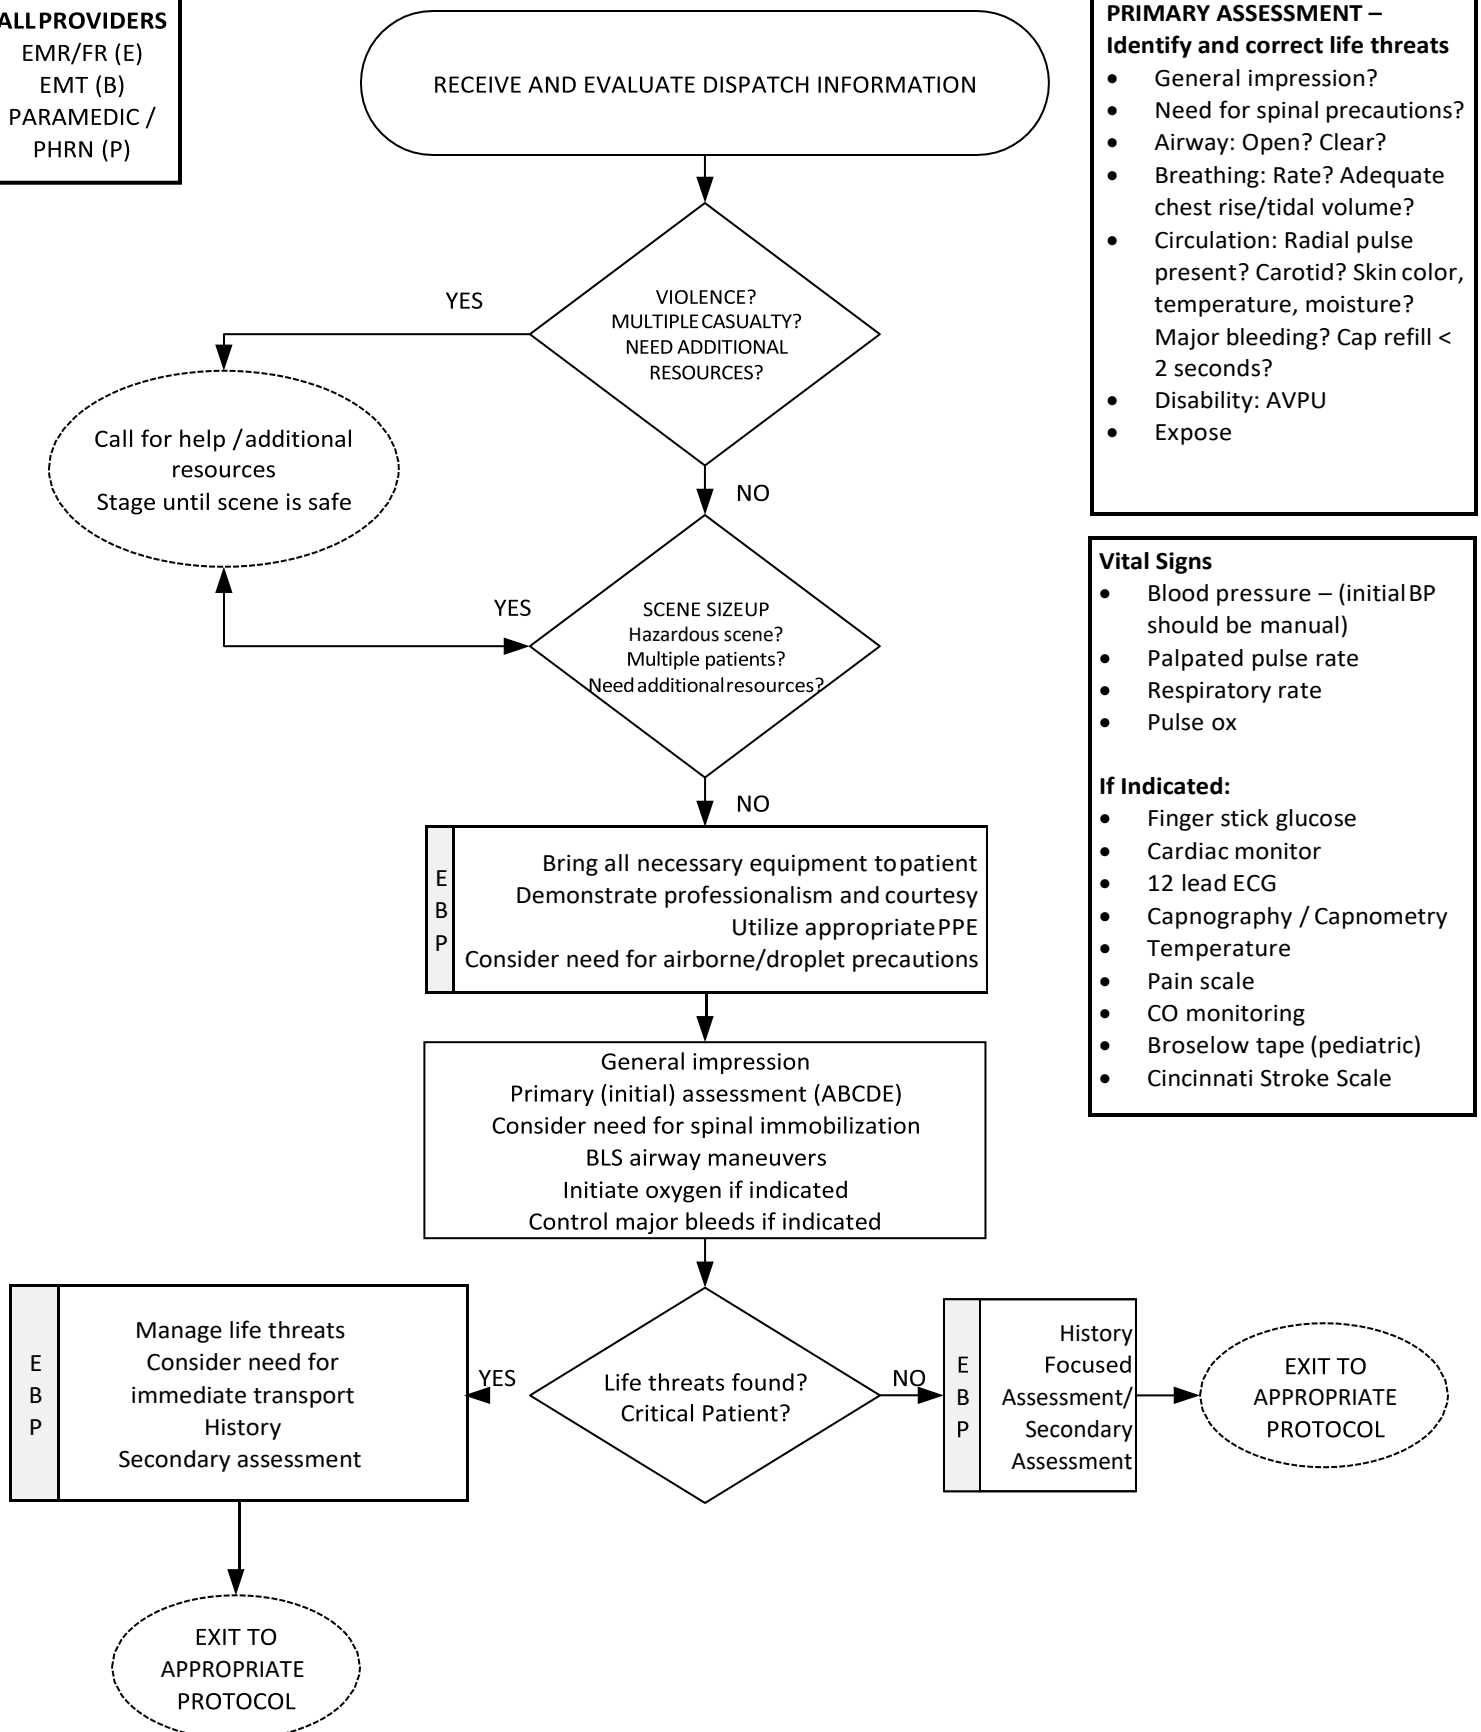 ALL PROVIDERS
EMR/FR (E)
EMT (B)
PARAMEDIC /
PHRN (P)
RECEIVE AND EVALUATE DISPATCH INFORMATION
PRIMARY ASSESSMENT –
Identify and correct life threats
• General impression?
• Need for spinal precautions?
• Airway: Open? Clear?
• Breathing: Rate? Adequate
chest rise/tidal volume?
• Circulation: Radial pulse
present? Carotid? Skin color,
temperature, moisture?
Major bleeding? Cap refill <
2 seconds?
• Disability: AVPU
• Expose
YES
VIOLENCE?
MULTIPLE CASUALTY?
NEED ADDITIONAL
RESOURCES?
Call for help / additional
resources
Stage until scene is safe
NO
YES
SCENE SIZEUP
Hazardous scene?
Multiple patients?
Need additional resources?
NO
Vital Signs
• Blood pressure – (initial BP
should be manual)
• Palpated pulse rate
• Respiratory rate
• Pulse ox
If Indicated:
• Finger stick glucose
• Cardiac monitor
• 12 lead ECG
• Capnography / Capnometry
• Temperature
• Pain scale
• CO monitoring
• Broselow tape (pediatric)
• Cincinnati Stroke Scale
E
B
P
Bring all necessary equipment to patient
Demonstrate professionalism and courtesy
Utilize appropriate PPE
Consider need for airborne/droplet precautions
General impression
Primary (initial) assessment (ABCDE)
Consider need for spinal immobilization
BLS airway maneuvers
Initiate oxygen if indicated
Control major bleeds if indicated
E
B
P
Manage life threats
Consider need for
immediate transport
History
Secondary assessment
YES
Life threats found?
Critical Patient?
NO
E
B
P
History
Focused
Assessment/
Secondary
Assessment
EXIT TO
APPROPRIATE
PROTOCOL
EXIT TO
APPROPRIATE
PROTOCOL